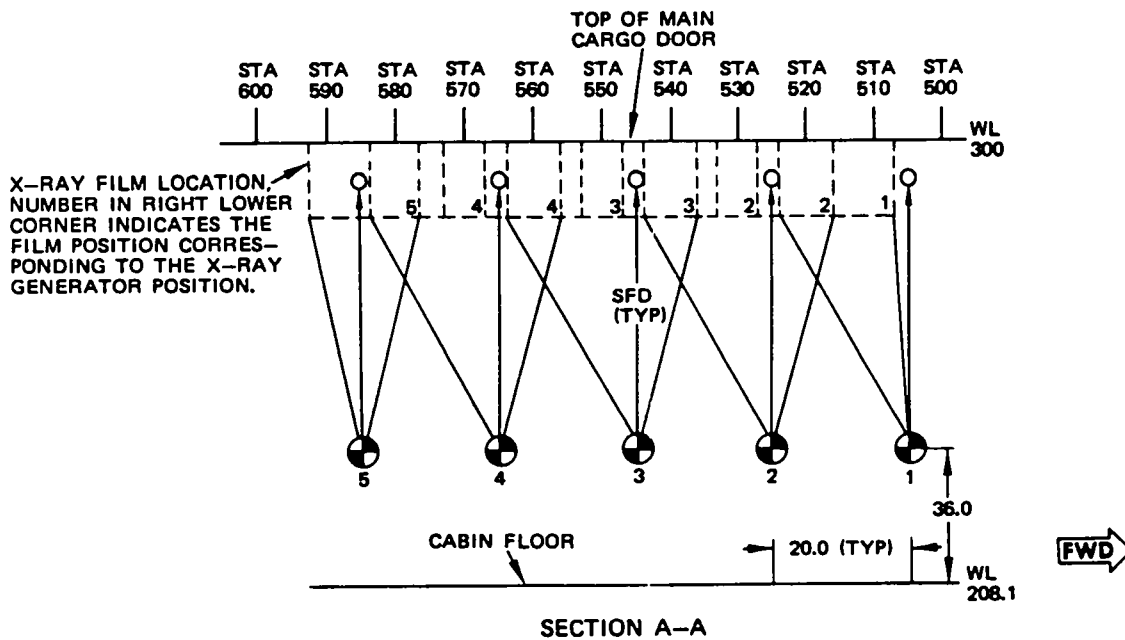 TOP OF MAIN
CARGO DOOR
STA STA STA STA STA STA STA STA STA STA STA
600 590 580 570 560 550 540 530 520 510 500
WL
300
X-RAY FILM LOCATION,
NUMBER IN RIGHT LOWER
CORNER INDICATES THE
FILM POSITION CORRES-
PONDING TO THE X-RAY
GENERATOR POSITION.
5 4 4 3 3 2 2 1
SFD
(TYP)
5 4 3 2 1
36.0
CABIN FLOOR
20.0 (TYP)
FWD
WL
208.1
SECTION A-A